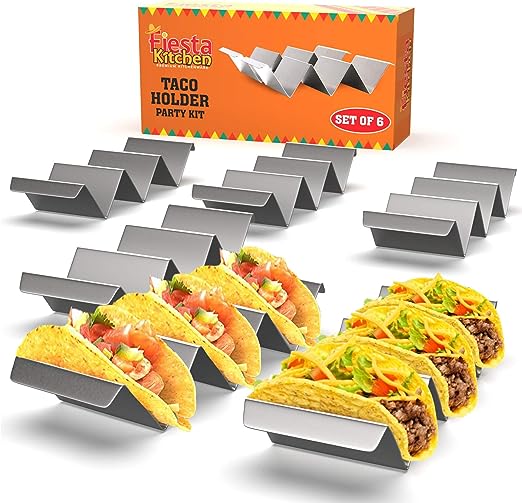 Fiesta
Kitchen
PREMIUM KITCHENWARE
TACO
HOLDER
PARTY KIT
SET OF 6